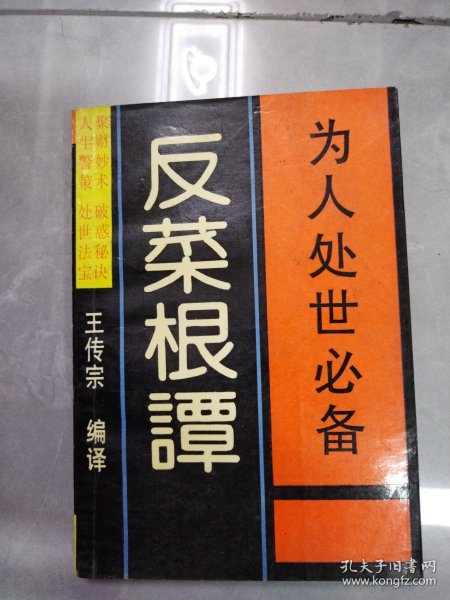 为人处世必备
反菜根譚
聚财妙术 破惑秘诀
人生警策 处世法宝
王传宗 编译
孔夫子旧书网
www.kongfz.com